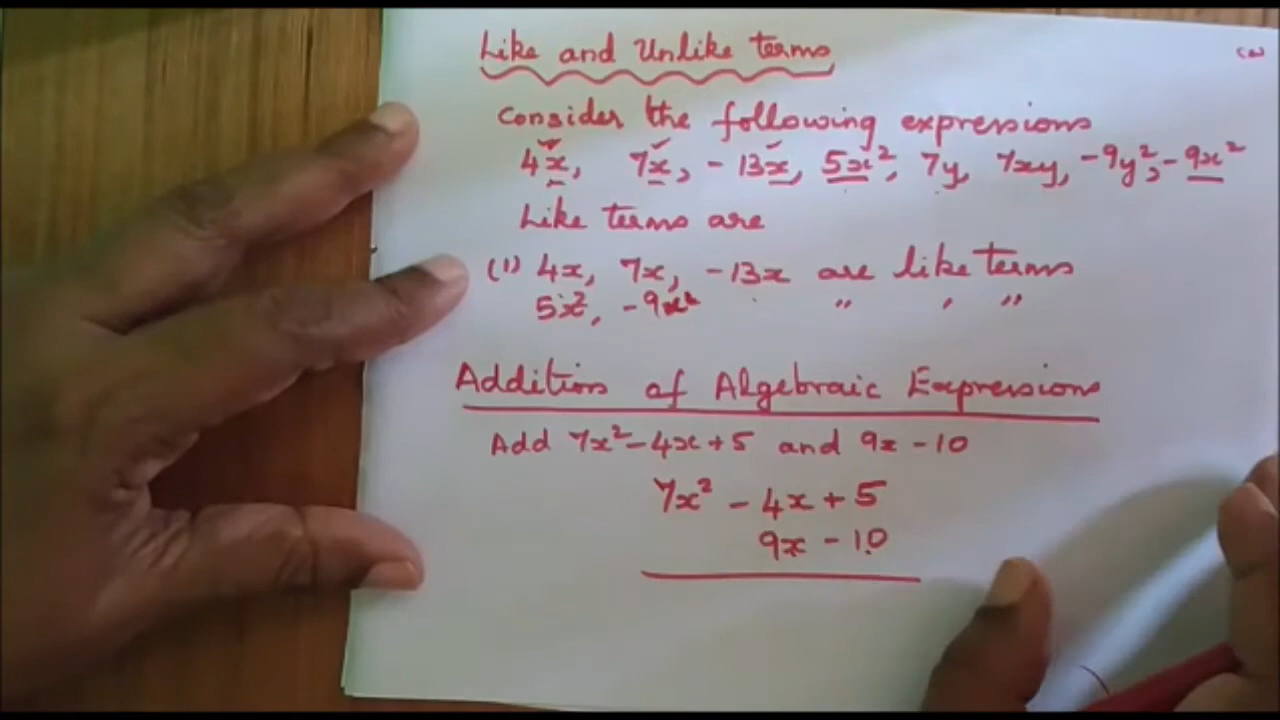 Like and Unlike terms
Consider the following expressions
4x, 7x, -13x, 5x², 7y, 7xy, -9y², -9x²
Like terms are
(1) 4x, 7x, -13x are like terms
5x², -9x² " " "
Addition of Algebraic Expressions
Add 7x²-4x+5 and 9x-10
7x² - 4x + 5
9x - 10